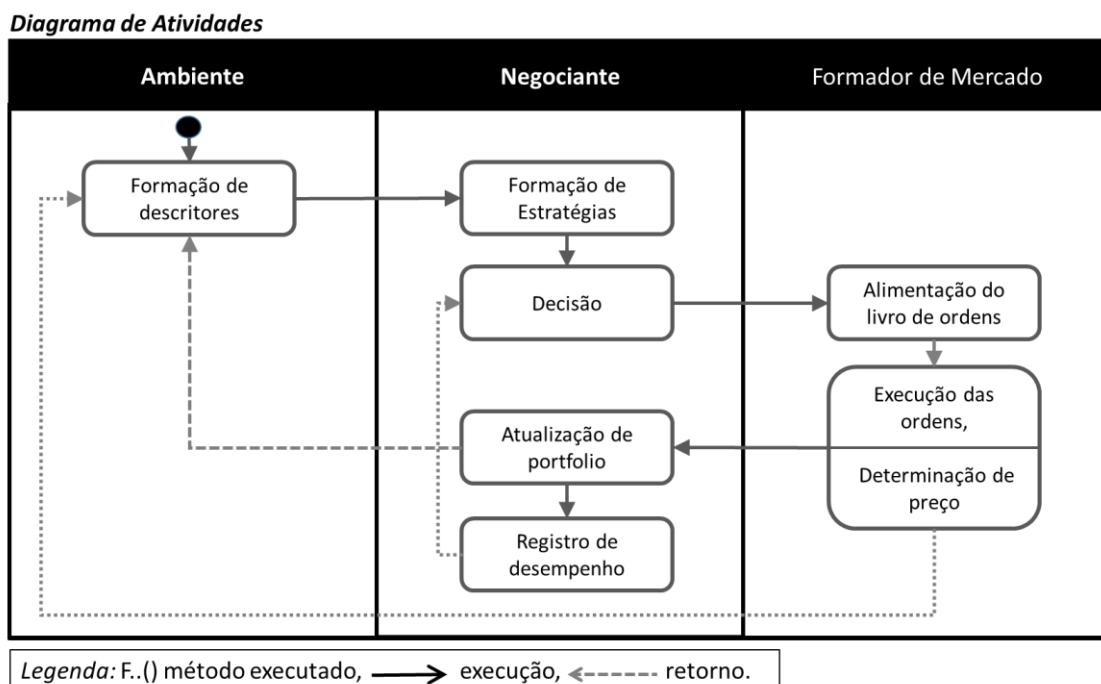 Diagrama de Atividades
Ambiente
Negociante
Formador de Mercado
Formação de
descritores
Formação de
Estratégias
Decisão
Alimentação do
livro de ordens
Execução das
ordens,
Determinação de
preço
Atualização de
portfolio
Registro de
desempenho
Legenda: F..() método executado, execução, retorno.